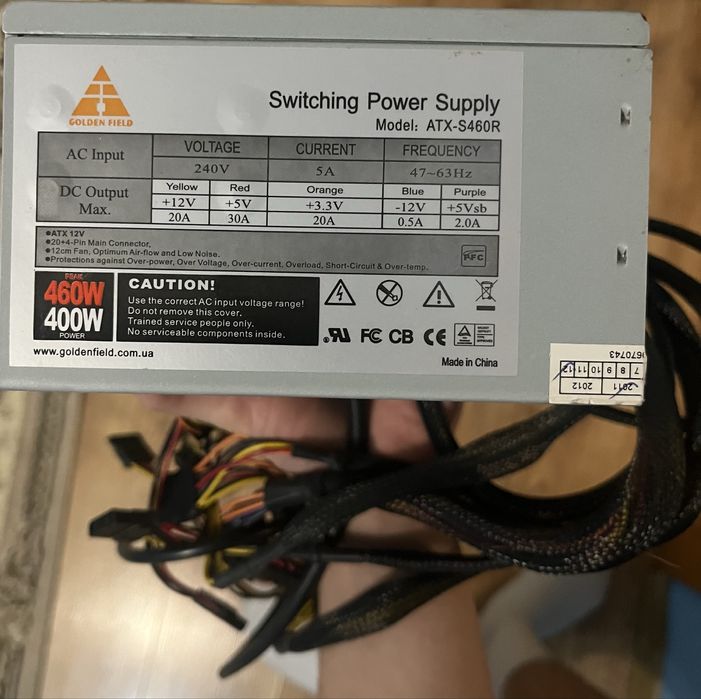 GOLDEN FIELD
Switching Power Supply
Model: ATX-S460R
AC Input VOLTAGE CURRENT FREQUENCY
240V 5A 47~63Hz
DC Output Max. Yellow Red Orange Blue Purple
+12V +5V +3.3V -12V +5Vsb
20A 30A 20A 0.5A 2.0A
●ATX 12V
●20+4-Pin Main Connector,
●12cm Fan, Optimum Air-flow and Low Noise.
●Protections against Over-power, Over Voltage, Over-current, Overload, Short-Circuit & Over-temp.
PFC
PEAK
460W
400W
POWER
CAUTION!
Use the correct AC input voltage range!
Do not remove this cover.
Trained service people only.
No serviceable components inside.
FC CB CE
www.goldenfield.com.ua
Made in China
2011 2012
7 8 9 10 11 12
0670743